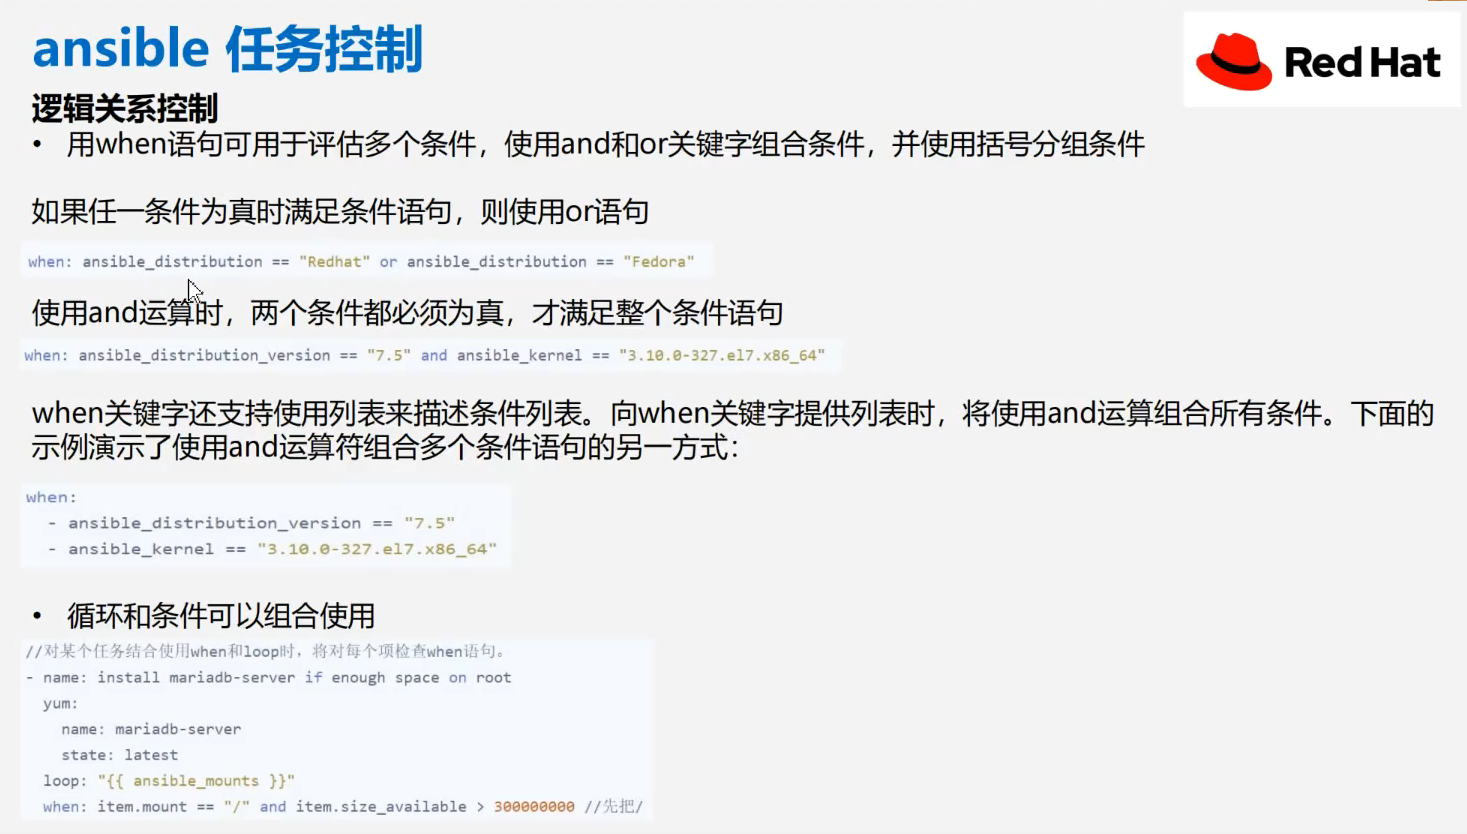 ansible 任务控制
Red Hat
逻辑关系控制
• 用when语句可用于评估多个条件，使用and和or关键字组合条件，并使用括号分组条件
如果任一条件为真时满足条件语句，则使用or语句
when: ansible_distribution == "Redhat" or ansible_distribution == "Fedora"
使用and运算时，两个条件都必须为真，才满足整个条件语句
when: ansible_distribution_version == "7.5" and ansible_kernel == "3.10.0-327.el7.x86_64"
when关键字还支持使用列表来描述条件列表。向when关键字提供列表时，将使用and运算组合所有条件。下面的
示例演示了使用and运算符组合多个条件语句的另一方式：
when:
  - ansible_distribution_version == "7.5"
  - ansible_kernel == "3.10.0-327.el7.x86_64"
• 循环和条件可以组合使用
//对某个任务结合使用when和loop时，将对每个项检查when语句。
- name: install mariadb-server if enough space on root
  yum:
    name: mariadb-server
    state: latest
  loop: "{{ ansible_mounts }}"
  when: item.mount == "/" and item.size_available > 300000000 //先把/